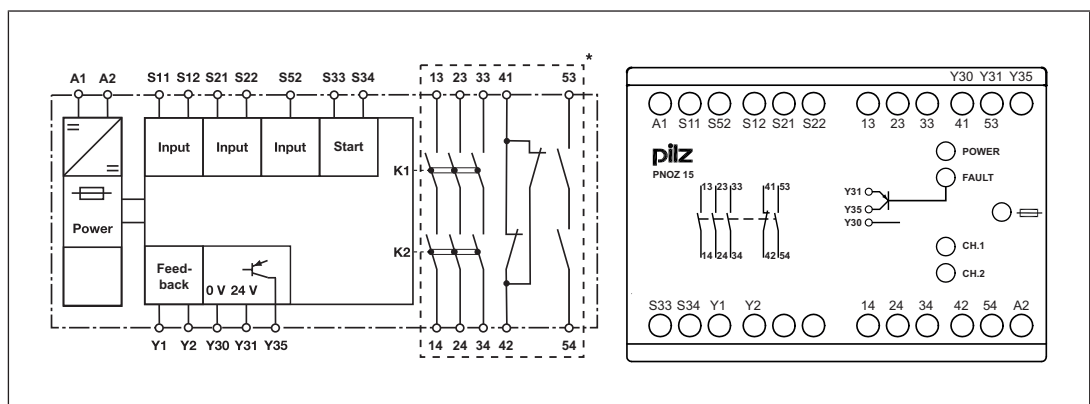 A1 A2 S11 S12 S21 S22 S52 S33 S34 13 23 33 41 53 *
= =
Input Input Input Start
K1
Power
K2
Feed-
back
0 V 24 V
Y1 Y2 Y30 Y31 Y35 14 24 34 42 54
Y30 Y31 Y35
A1 S11 S52 S12 S21 S22 13 23 33 41 53
pilz
PNOZ 15
POWER
FAULT
13 23 33 41 53
Y31
Y35
Y30
14 24 34 42 54
CH.1
CH.2
S33 S34 Y1 Y2 14 24 34 42 54 A2